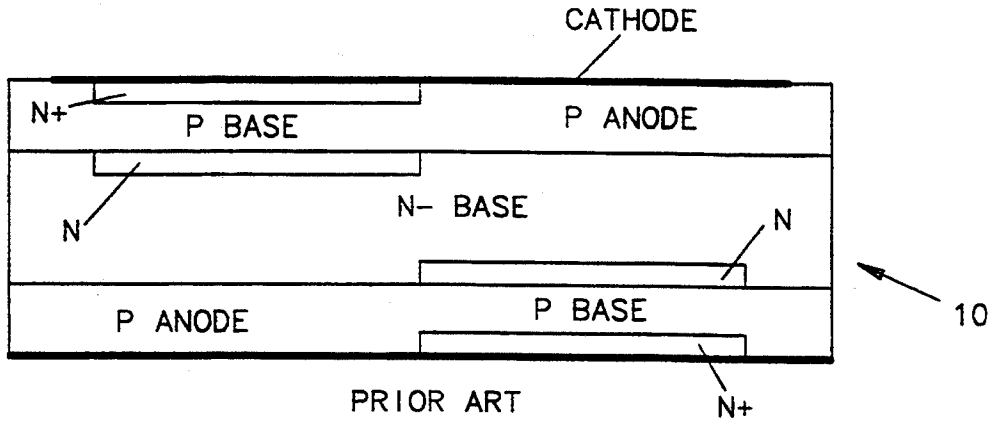 CATHODE
N+
P BASE
P ANODE
N
N- BASE
N
P ANODE
P BASE
10
PRIOR ART
N+